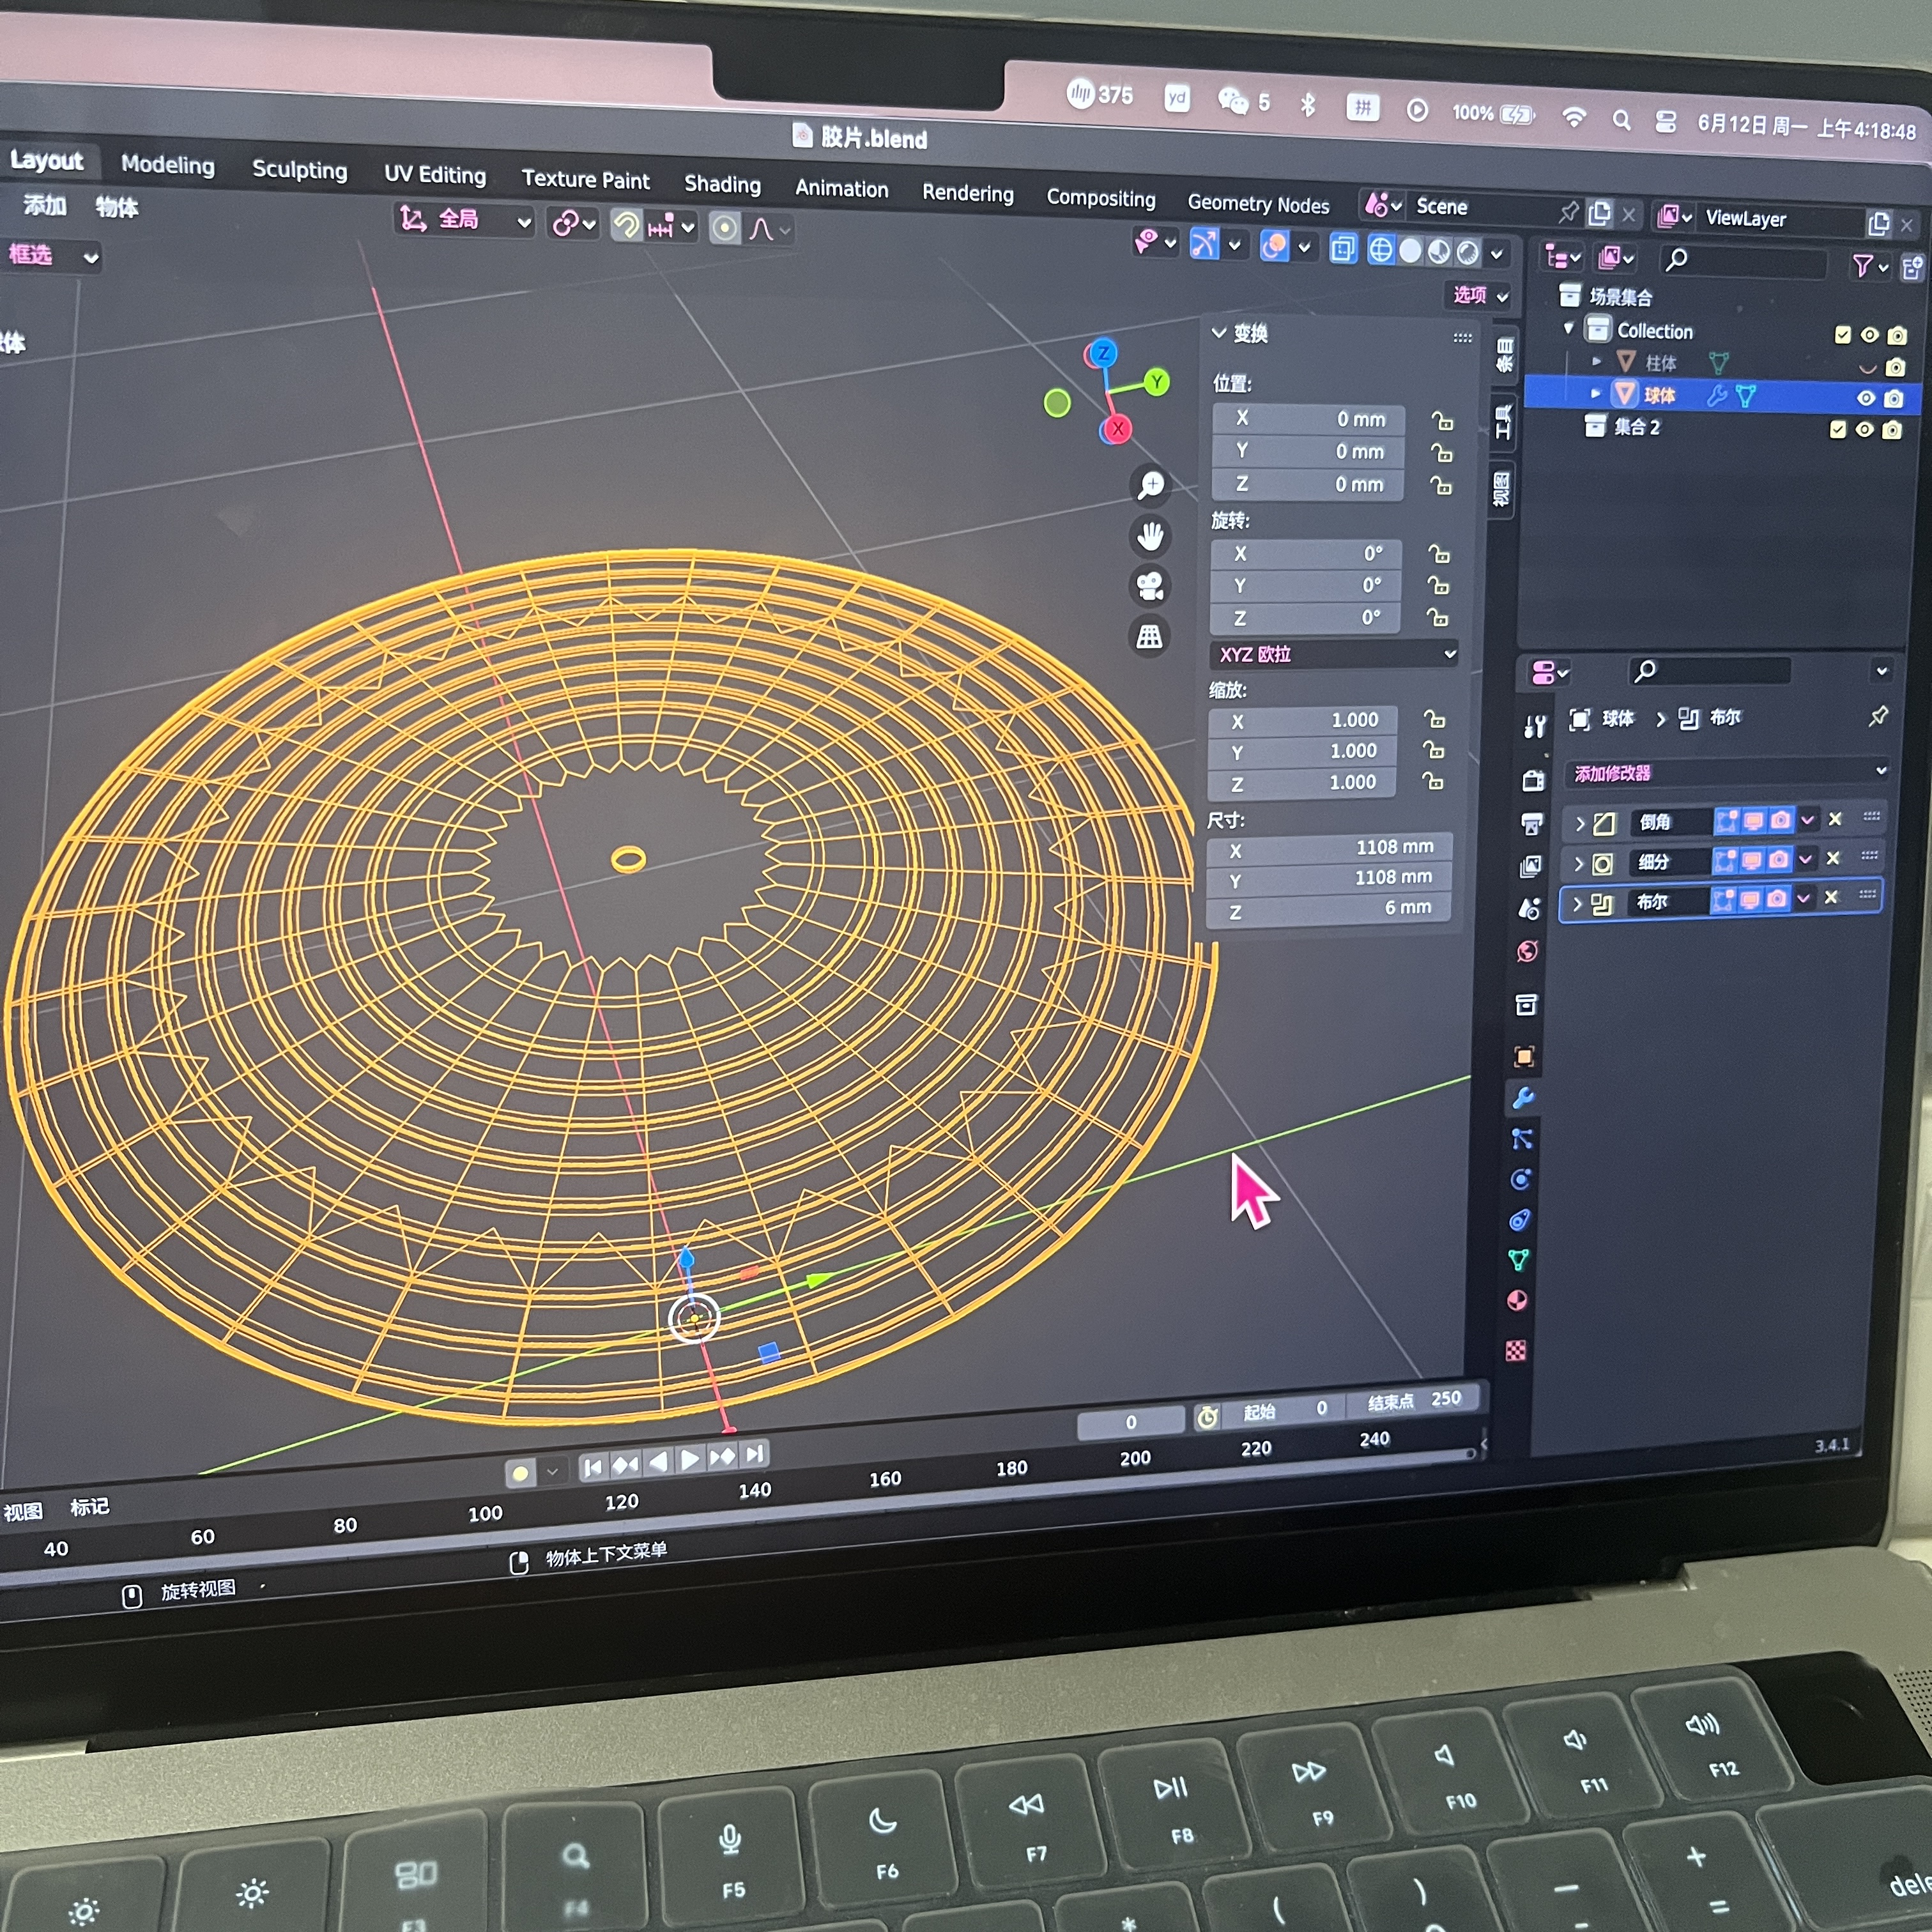 375 yd 5 拼 100% 6月12日 周一 上午4:18:48
胶片.blend
Layout Modeling Sculpting UV Editing Texture Paint Shading Animation Rendering Compositing Geometry Nodes Scene ViewLayer
添加 物体 全局
框选
选项
体
变换
位置:
X 0 mm
Y 0 mm
Z 0 mm
旋转:
X 0°
Y 0°
Z 0°
XYZ 欧拉
缩放:
X 1.000
Y 1.000
Z 1.000
尺寸:
X 1108 mm
Y 1108 mm
Z 6 mm
条目
工具
视图
Z
Y
X
场景集合
Collection
柱体
球体
集合 2
球体 布尔
添加修改器
倒角
细分
布尔
3.4.1
0 起始 0 结束点 250
视图 标记
40 60 80 100 120 140 160 180 200 220 240
旋转视图 物体上下文菜单
F3 F4 F5 F6 F7 F8 F9 F10 F11 F12
* ( ) — + =
dele